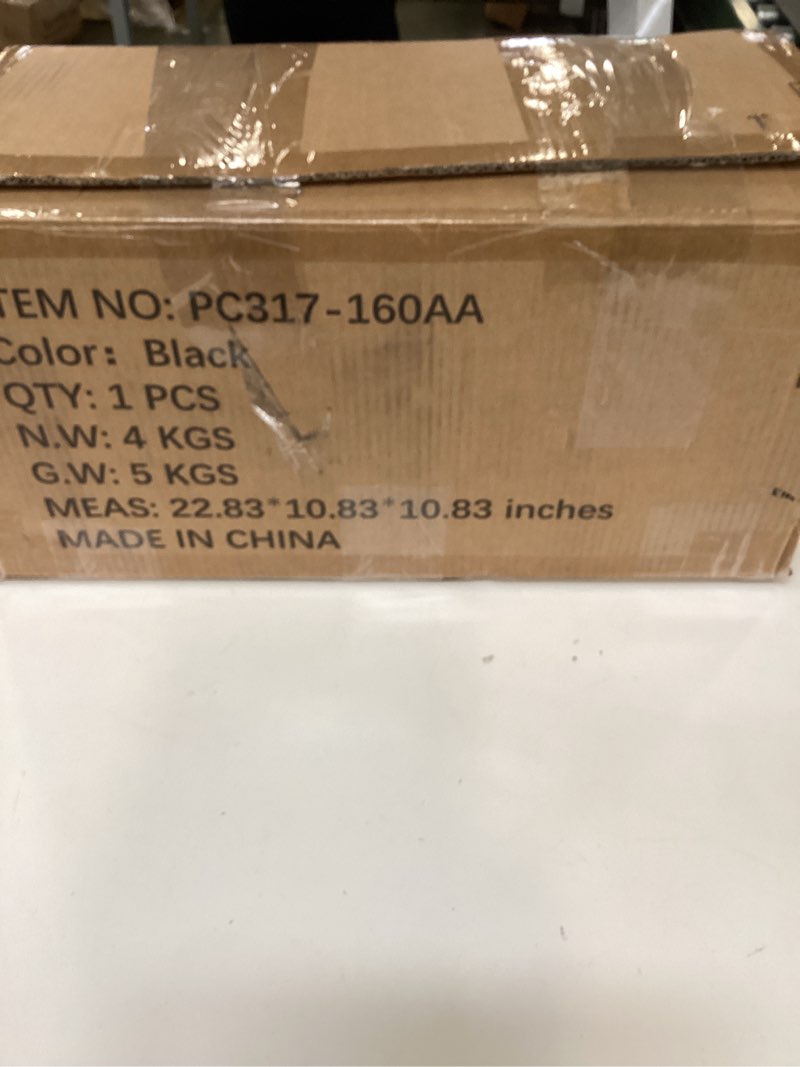 TEM NO: PC317-160AA
Color: Black
QTY: 1 PCS
N.W: 4 KGS
G.W: 5 KGS
MEAS: 22.83*10.83*10.83 inches
MADE IN CHINA